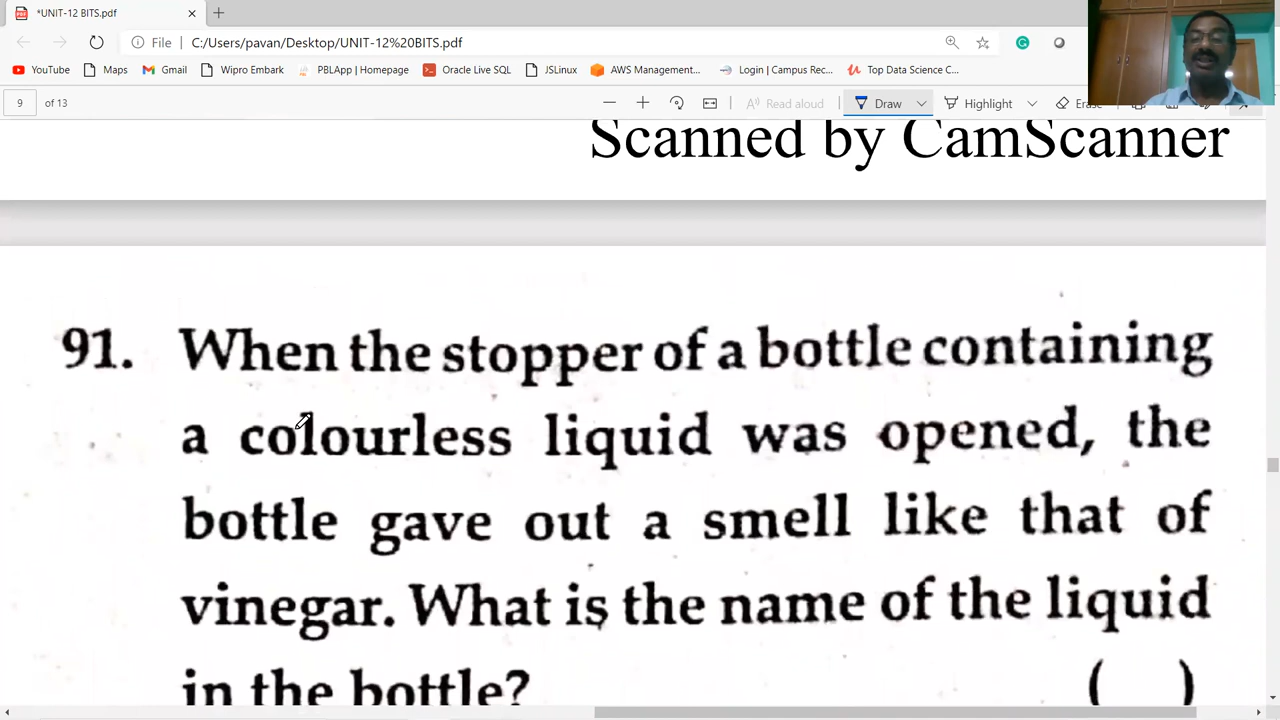 *UNIT-12 BITS.pdf
File C:/Users/pavan/Desktop/UNIT-12%20BITS.pdf
YouTube Maps Gmail Wipro Embark PBLApp | Homepage Oracle Live SQL JSLinux AWS Management... Login | Campus Rec... Top Data Science C...
9 of 13 Read aloud Draw Highlight Erase
Scanned by CamScanner
91. When the stopper of a bottle containing
a colourless liquid was opened, the
bottle gave out a smell like that of
vinegar. What is the name of the liquid
in the bottle? ( )